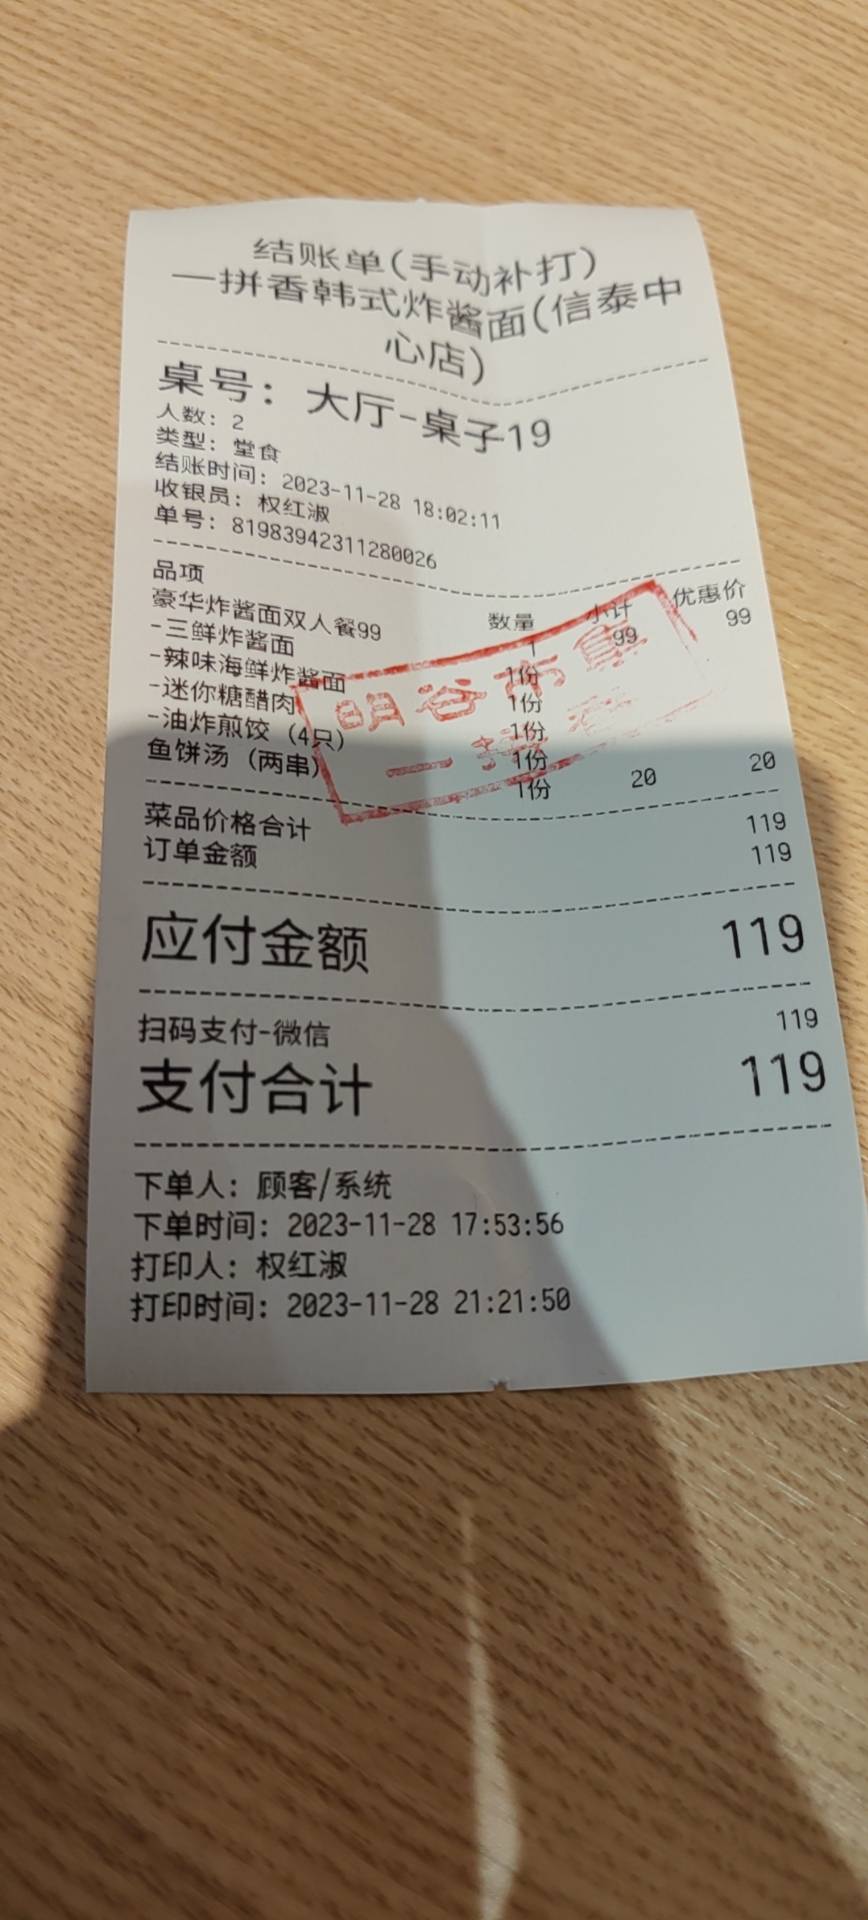 结账单(手动补打)
一拼香韩式炸酱面(信泰中
心店)
桌号: 大厅-桌子19
人数: 2
类型: 堂食
结账时间: 2023-11-28 18:02:11
收银员: 权红淑
单号: 81983942311280026
品项 数量 小计 优惠价
豪华炸酱面双人餐99 1 99 99
-三鲜炸酱面 1份
-辣味海鲜炸酱面 1份
-迷你糖醋肉 1份
-油炸煎饺 (4只) 1份
鱼饼汤 (两串) 1份 20 20
明谷市集
一拼香
菜品价格合计 119
订单金额 119
应付金额 119
扫码支付-微信 119
支付合计 119
下单人: 顾客/系统
下单时间: 2023-11-28 17:53:56
打印人: 权红淑
打印时间: 2023-11-28 21:21:50